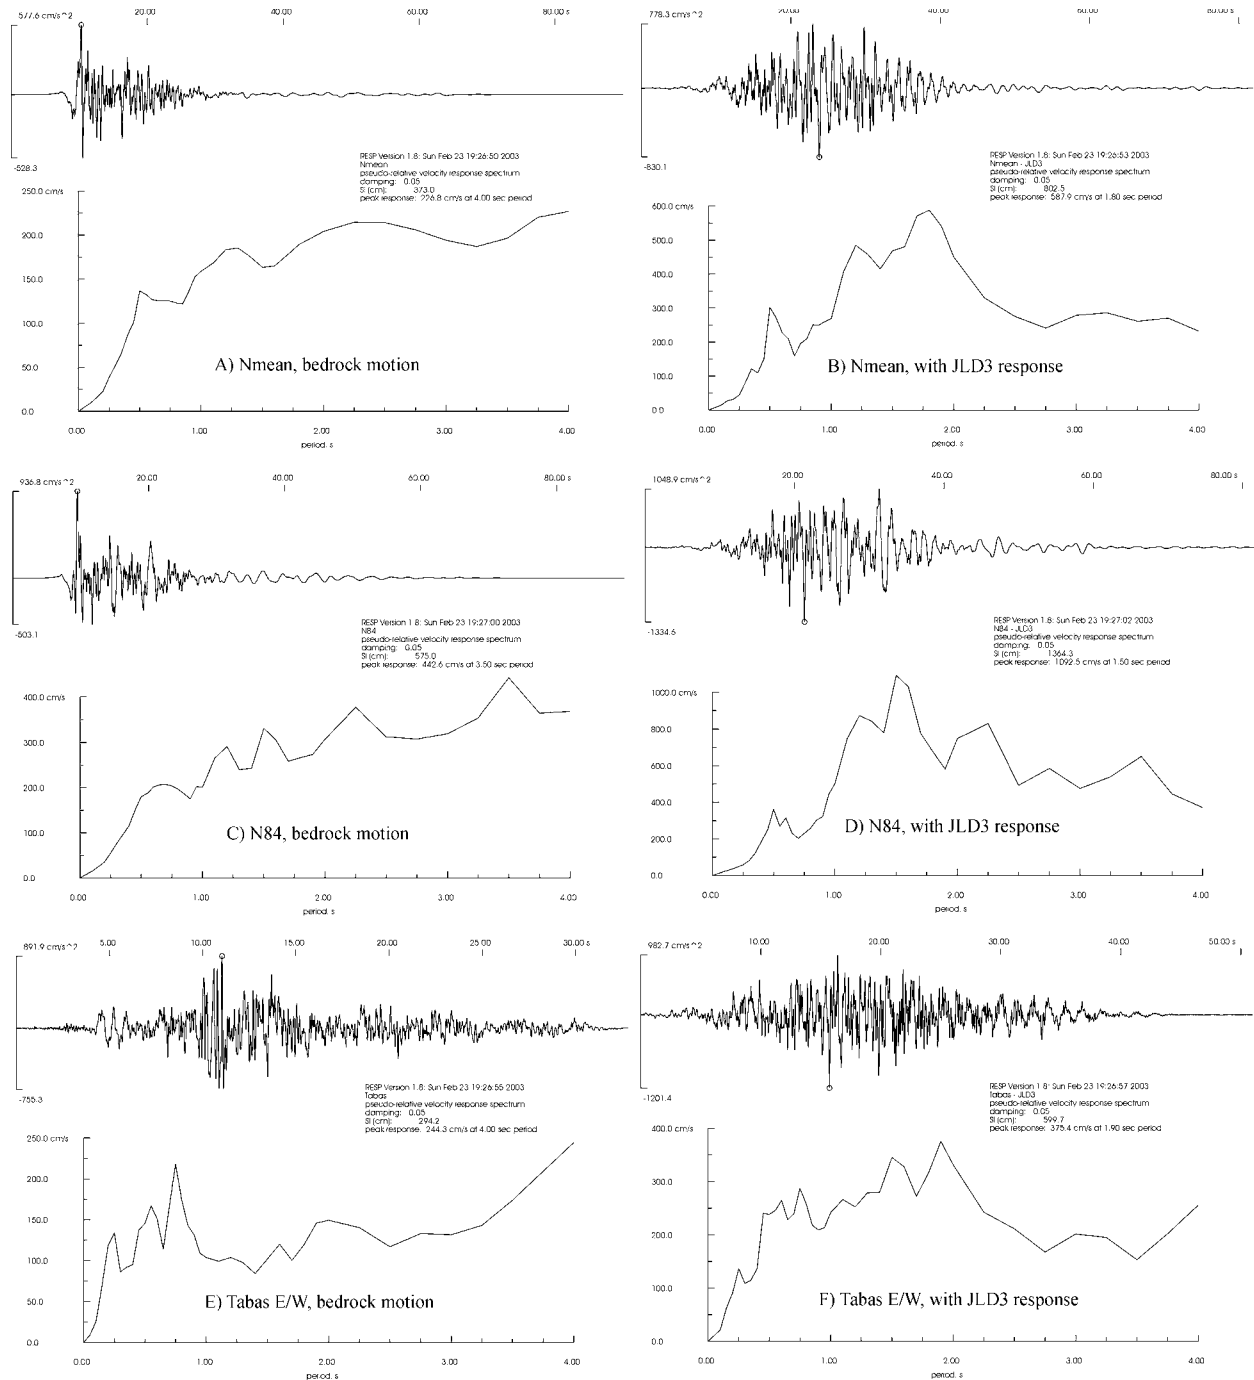 577.6 cm/s^2 20.00 40.00 60.00 80.00 s
-528.3
RESP Version 1.8: Sun Feb 23 19:26:50 2003
Nmean
pseudo-relative velocity response spectrum
damping: 0.05
SI (cm): 373.0
peak response: 226.8 cm/s at 4.00 sec period
250.0 cm/s
200.0
150.0
100.0
50.0
0.0
A) Nmean, bedrock motion
0.00 1.00 2.00 3.00 4.00
period, s
778.3 cm/s^2 20.00 40.00 60.00 80.00 s
-830.1
RESP Version 1.8: Sun Feb 23 19:26:53 2003
Nmean - JLD3
pseudo-relative velocity response spectrum
damping: 0.05
SI (cm): 802.5
peak response: 587.9 cm/s at 1.80 sec period
600.0 cm/s
500.0
400.0
300.0
200.0
100.0
0.0
B) Nmean, with JLD3 response
0.00 1.00 2.00 3.00 4.00
period, s
936.8 cm/s^2 20.00 40.00 60.00 80.00 s
-503.1
RESP Version 1.8: Sun Feb 23 19:27:00 2003
N84
pseudo-relative velocity response spectrum
damping: 0.05
SI (cm): 575.0
peak response: 442.6 cm/s at 3.50 sec period
400.0 cm/s
300.0
200.0
100.0
0.0
C) N84, bedrock motion
0.00 1.00 2.00 3.00 4.00
period, s
1048.9 cm/s^2 20.00 40.00 60.00 80.00 s
-1334.6
RESP Version 1.8: Sun Feb 23 19:27:02 2003
N84 - JLD3
pseudo-relative velocity response spectrum
damping: 0.05
SI (cm): 1364.3
peak response: 1092.5 cm/s at 1.50 sec period
1000.0 cm/s
800.0
600.0
400.0
200.0
0.0
D) N84, with JLD3 response
0.00 1.00 2.00 3.00 4.00
period, s
891.9 cm/s^2 5.00 10.00 15.00 20.00 25.00 30.00 s
-755.3
RESP Version 1.8: Sun Feb 23 19:26:55 2003
Tabas
pseudo-relative velocity response spectrum
damping: 0.05
SI (cm): 294.2
peak response: 244.3 cm/s at 4.00 sec period
250.0 cm/s
200.0
150.0
100.0
50.0
0.0
E) Tabas E/W, bedrock motion
0.00 1.00 2.00 3.00 4.00
period, s
982.7 cm/s^2 10.00 20.00 30.00 40.00 50.00 s
-1201.4
RESP Version 1.8: Sun Feb 23 19:26:57 2003
Tabas - JLD3
pseudo-relative velocity response spectrum
damping: 0.05
SI (cm): 599.7
peak response: 375.4 cm/s at 1.90 sec period
400.0 cm/s
300.0
200.0
100.0
0.0
F) Tabas E/W, with JLD3 response
0.00 1.00 2.00 3.00 4.00
period, s